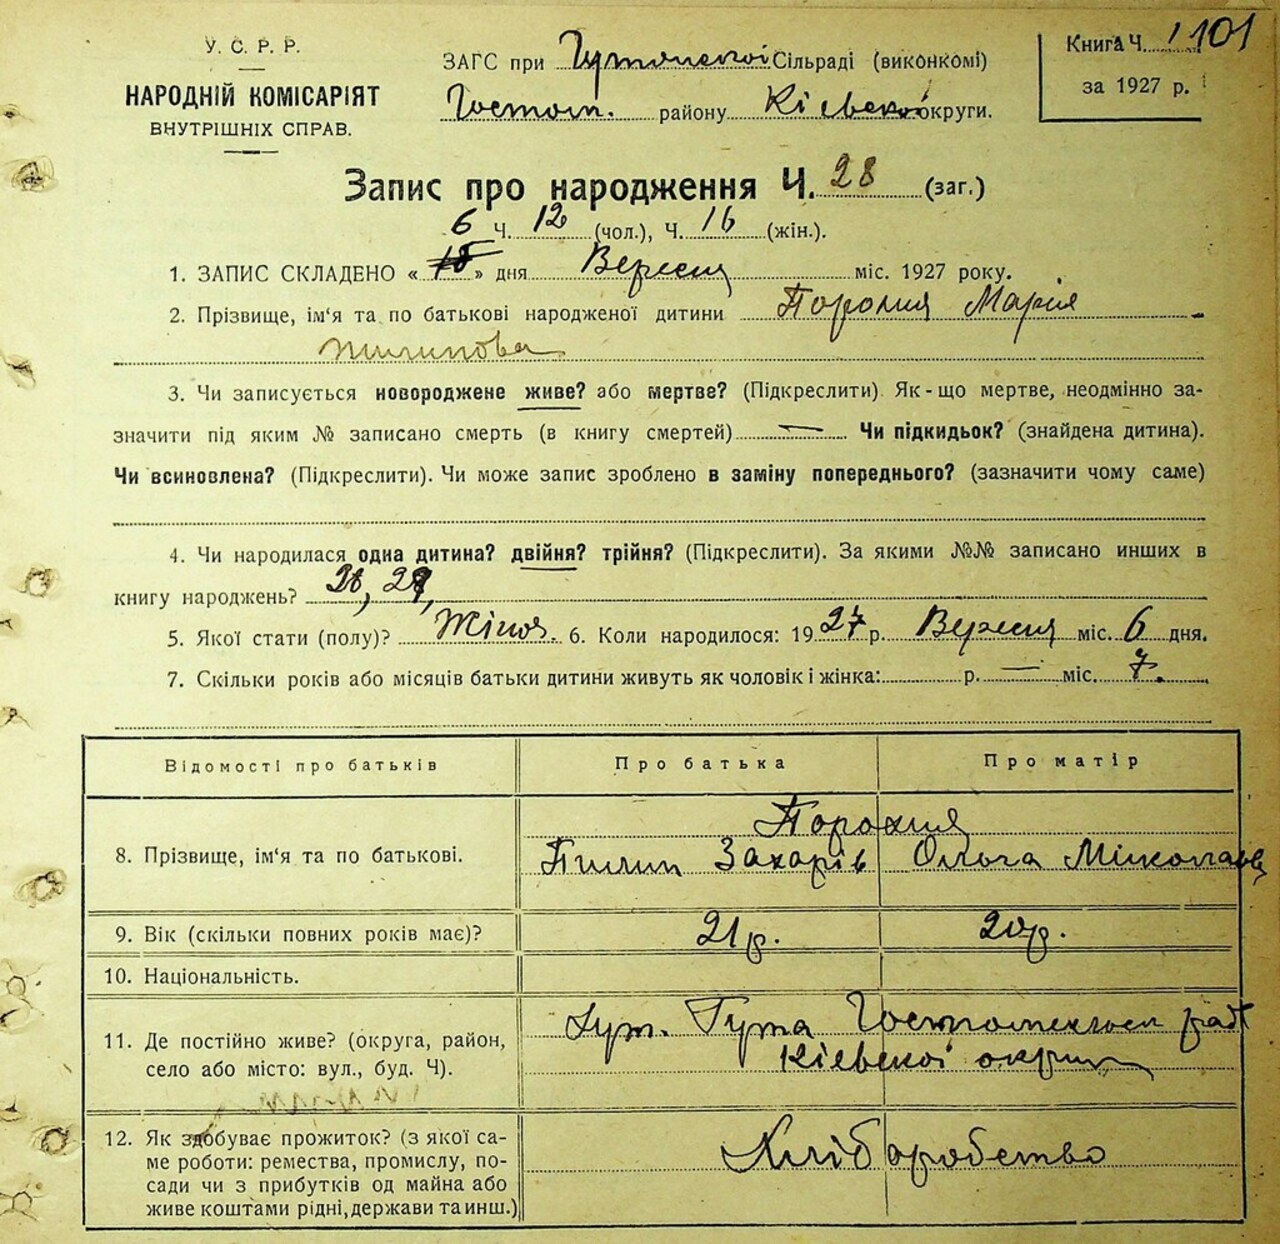 У. С. Р. Р.
НАРОДНІЙ КОМІСАРІЯТ
ВНУТРІШНІХ СПРАВ.
ЗАГС при Гутянской Сільраді (виконкомі)
Гостом. району Кіевской округи.
Книга Ч. 101
за 1927 р.
Запис про народження Ч. 28 (заг.)
Ч. 12 (чол.), Ч. 16 (жін.).
6
1. ЗАПИС СКЛАДЕНО « » дня Вересня міс. 1927 року.
2. Прізвище, ім'я та по батькові народженої дитини Порохня Марія
Пилипова
3. Чи записується новороджене живе? або мертве? (Підкреслити). Як-що мертве, неодмінно за-
значити під яким № записано смерть (в книгу смертей) — Чи підкидьок? (знайдена дитина).
Чи всиновлена? (Підкреслити). Чи може запис зроблено в заміну попереднього? (зазначити чому саме)
4. Чи народилася одна дитина? двійня? трійня? (Підкреслити). За якими №№ записано инших в
книгу народжень? 28,
5. Якої стати (полу)? Жіноч. 6. Коли народилося: 1927 р. Вересня міс. 6 дня.
7. Скільки років або місяців батьки дитини живуть як чоловік і жінка: р. — міс. 7.
Відомості про батьків Про батька Про матір
Порохня
8. Прізвище, ім'я та по батькові. Пилип Захарів Ольга Міколаев
9. Вік (скільки повних років має)? 21 р. 20 р.
10. Національність.
11. Де постійно живе? (округа, район,
село або місто: вул., буд. Ч).
хут. Гута Гостомельськ рай
Кіевской округи
12. Як здобуває прожиток? (з якої са-
ме роботи: ремества, промислу, по-
сади чи з прибутків од майна або
живе коштами рідні, держави та инш.)
Хліборобство